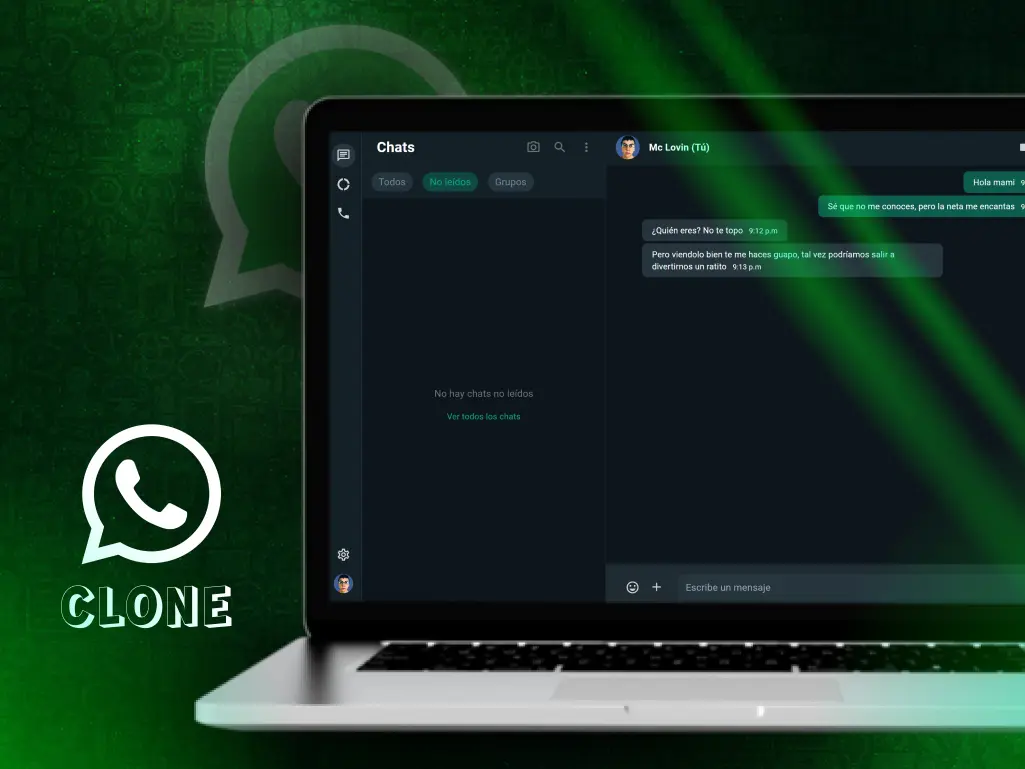 Chats
Todos
No leídos
Grupos
No hay chats no leídos
Ver todos los chats
Mc Lovin (Tú)
Hola mami 9
Sé que no me conoces, pero la neta me encantas 9
¿Quién eres? No te topo 9:12 p.m
Pero viendolo bien te me haces guapo, tal vez podríamos salir a
divertirnos un ratito 9:13 p.m
Escribe un mensaje
CLONE